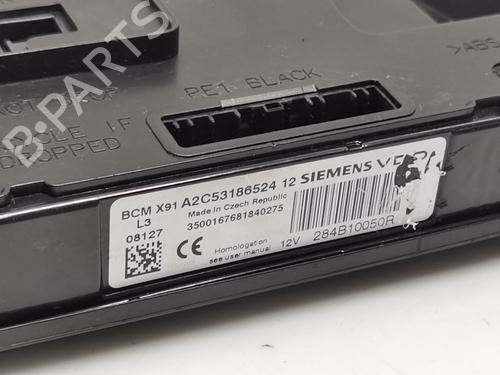 PE1 BLACK
>ABS
B-PARTS
BCM X91 A2C53186524 12 SIEMENS
L3 Made in Czech Republic
08127 3500167681840275
Homologation 12V 284B10050R
see user manual